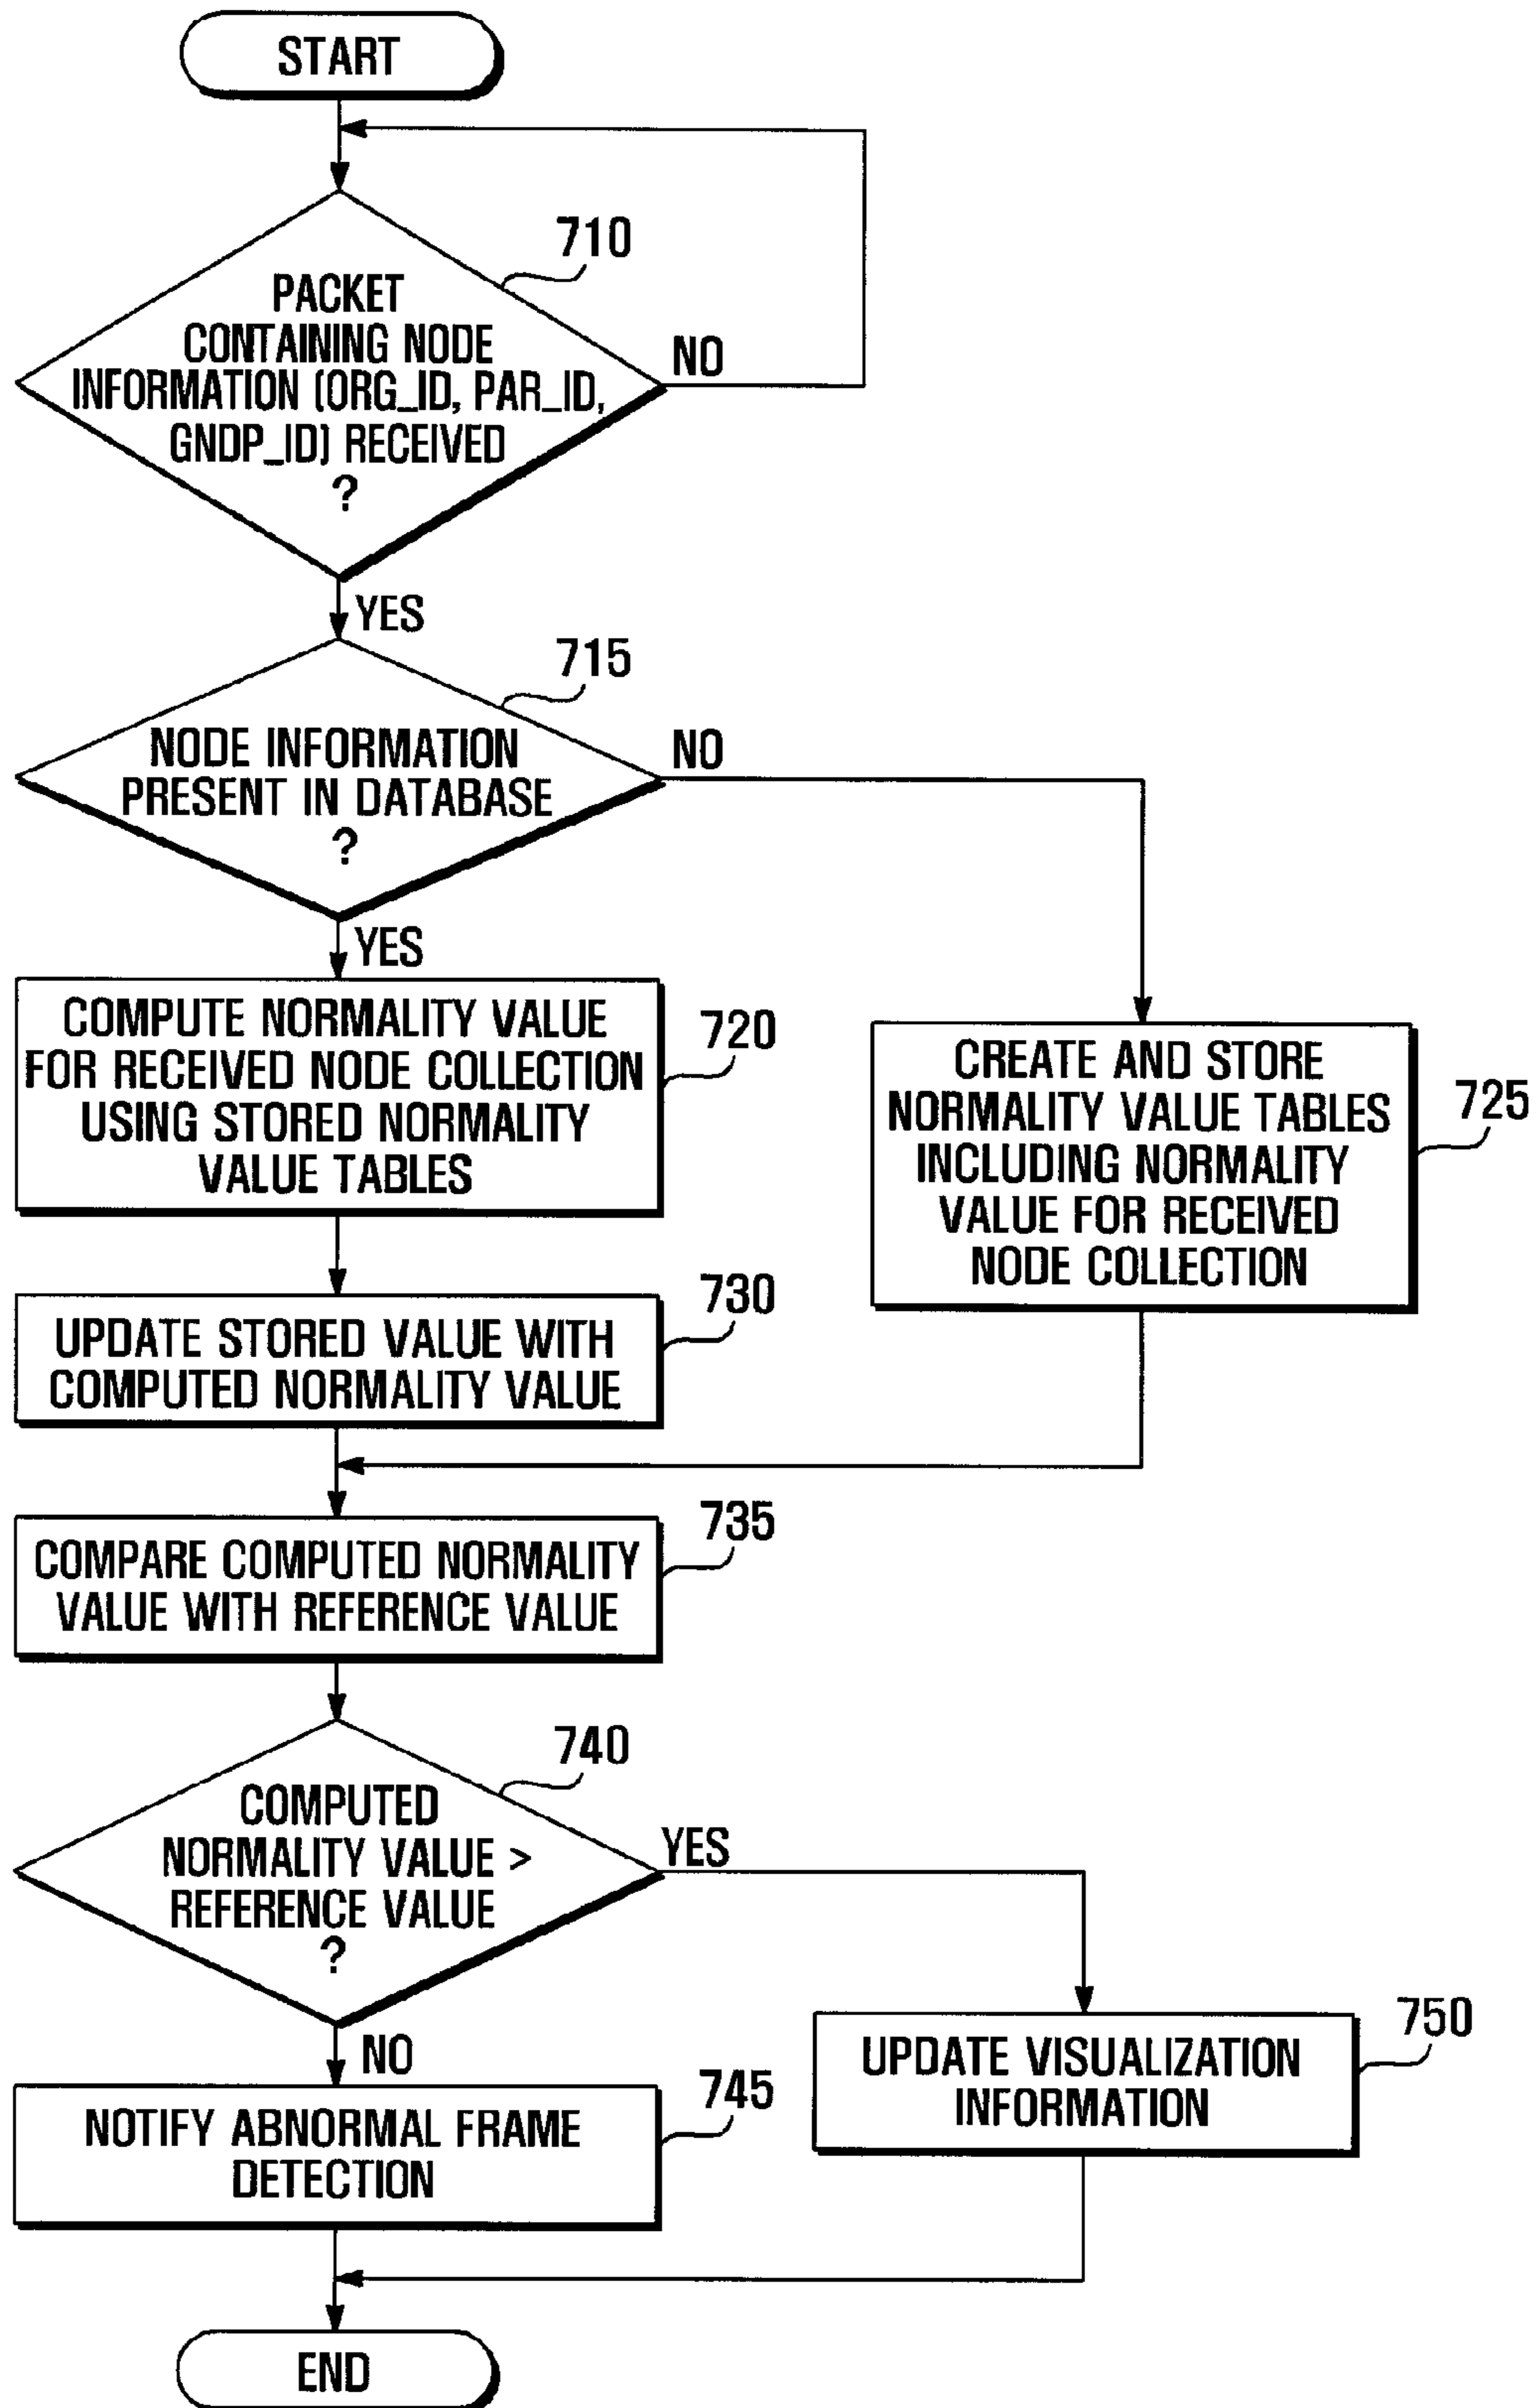 START
710
PACKET
CONTAINING NODE
INFORMATION (ORG_ID, PAR_ID,
GNDP_ID) RECEIVED
?
NO
YES
715
NODE INFORMATION
PRESENT IN DATABASE
?
NO
YES
COMPUTE NORMALITY VALUE
FOR RECEIVED NODE COLLECTION
USING STORED NORMALITY
VALUE TABLES
720
CREATE AND STORE
NORMALITY VALUE TABLES
INCLUDING NORMALITY
VALUE FOR RECEIVED
NODE COLLECTION
725
730
UPDATE STORED VALUE WITH
COMPUTED NORMALITY VALUE
735
COMPARE COMPUTED NORMALITY
VALUE WITH REFERENCE VALUE
740
COMPUTED
NORMALITY VALUE >
REFERENCE VALUE
?
YES
NO
750
UPDATE VISUALIZATION
INFORMATION
745
NOTIFY ABNORMAL FRAME
DETECTION
END